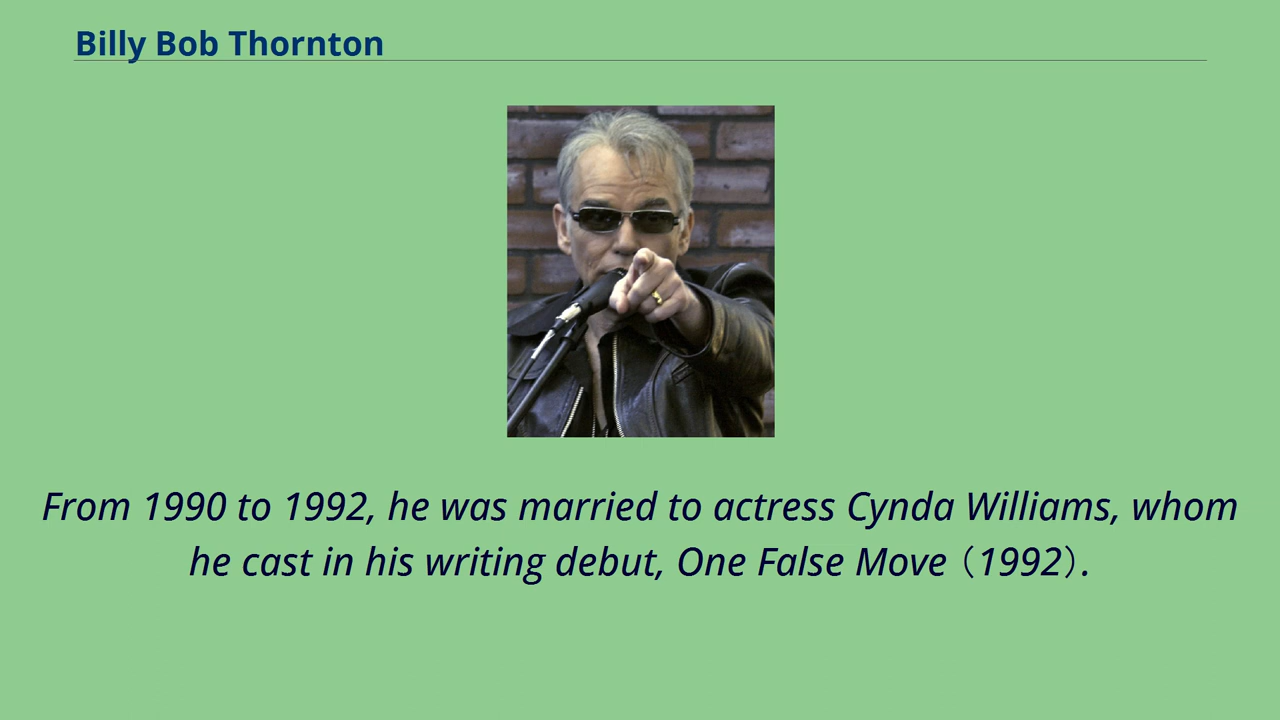 Billy Bob Thornton
From 1990 to 1992, he was married to actress Cynda Williams, whom
he cast in his writing debut, One False Move（1992）.